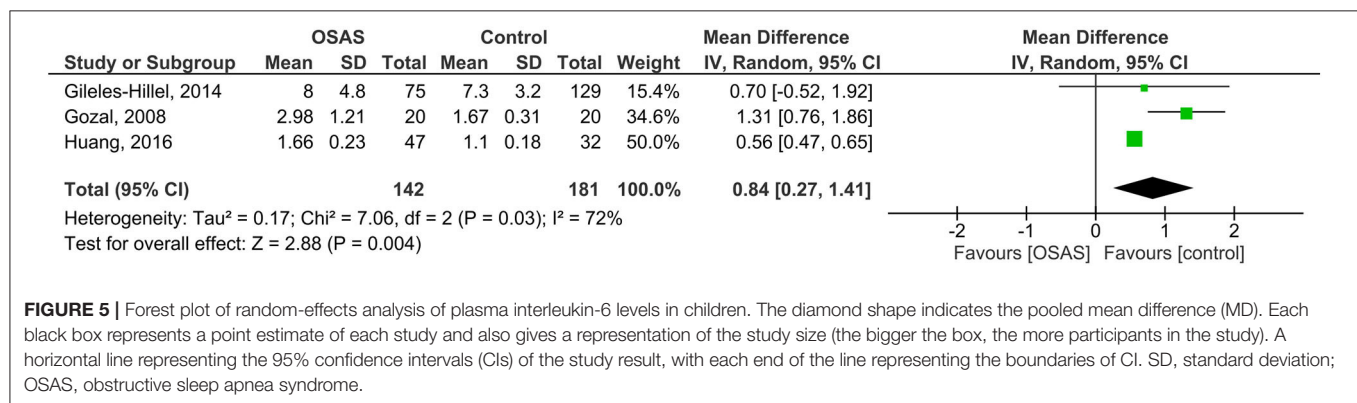 OSAS Control Mean Difference Mean Difference
Study or Subgroup Mean SD Total Mean SD Total Weight IV, Random, 95% CI IV, Random, 95% CI
Gileles-Hillel, 2014 8 4.8 75 7.3 3.2 129 15.4% 0.70 [-0.52, 1.92]
Gozal, 2008 2.98 1.21 20 1.67 0.31 20 34.6% 1.31 [0.76, 1.86]
Huang, 2016 1.66 0.23 47 1.1 0.18 32 50.0% 0.56 [0.47, 0.65]
Total (95% CI) 142 181 100.0% 0.84 [0.27, 1.41]
Heterogeneity: Tau² = 0.17; Chi² = 7.06, df = 2 (P = 0.03); I² = 72%
Test for overall effect: Z = 2.88 (P = 0.004)
-2 -1 0 1 2
Favours [OSAS] Favours [control]
FIGURE 5 | Forest plot of random-effects analysis of plasma interleukin-6 levels in children. The diamond shape indicates the pooled mean difference (MD). Each
black box represents a point estimate of each study and also gives a representation of the study size (the bigger the box, the more participants in the study). A
horizontal line representing the 95% confidence intervals (CIs) of the study result, with each end of the line representing the boundaries of CI. SD, standard deviation;
OSAS, obstructive sleep apnea syndrome.